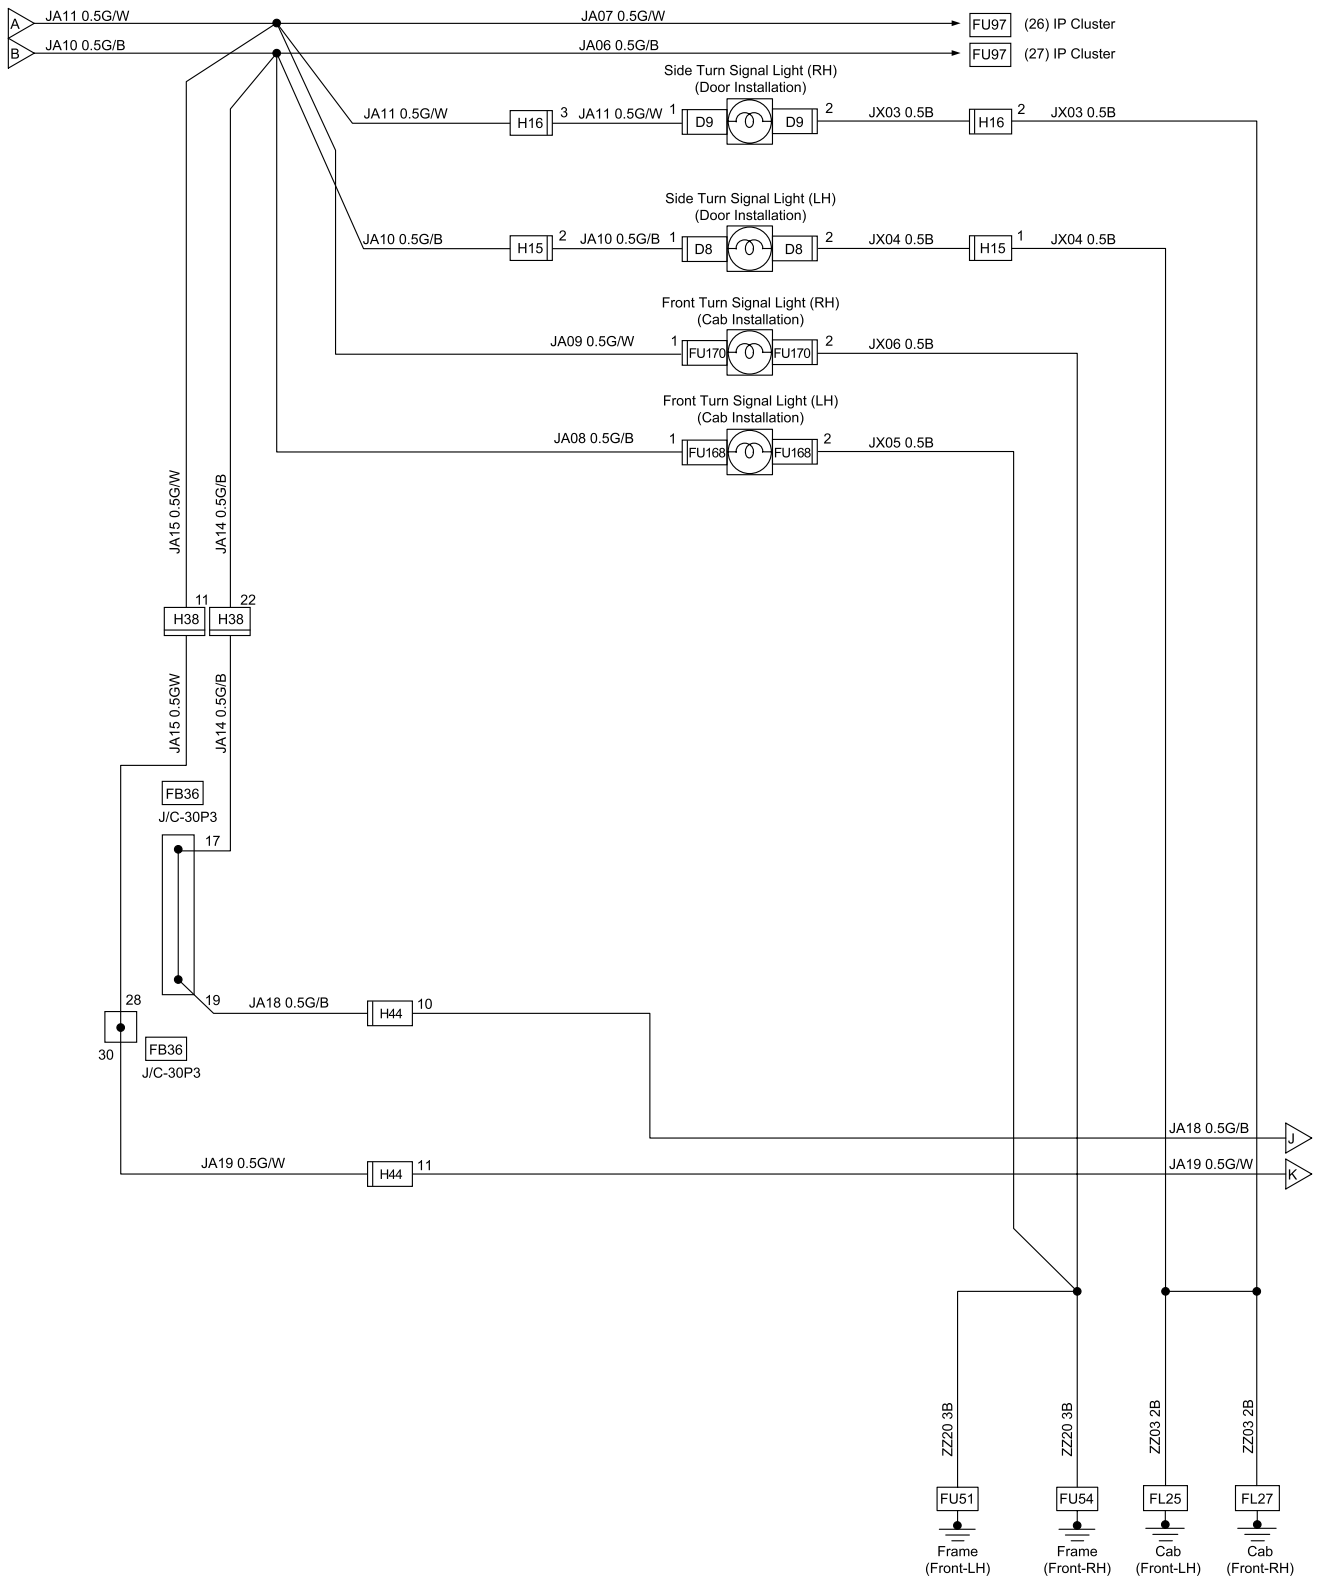 A JA11 0.5G/W JA07 0.5G/W FU97 (26) IP Cluster
B JA10 0.5G/B JA06 0.5G/B FU97 (27) IP Cluster
Side Turn Signal Light (RH)
(Door Installation)
JA11 0.5G/W H16 3 JA11 0.5G/W 1 D9 D9 2 JX03 0.5B H16 2 JX03 0.5B
Side Turn Signal Light (LH)
(Door Installation)
JA10 0.5G/B H15 2 JA10 0.5G/B 1 D8 D8 2 JX04 0.5B H15 1 JX04 0.5B
Front Turn Signal Light (RH)
(Cab Installation)
JA09 0.5G/W 1 FU170 FU170 2 JX06 0.5B
Front Turn Signal Light (LH)
(Cab Installation)
JA08 0.5G/B 1 FU168 FU168 2 JX05 0.5B
JA15 0.5G/W JA14 0.5G/B
11 22
H38 H38
JA15 0.5GW JA14 0.5G/B
FB36
J/C-30P3
17
28 19 JA18 0.5G/B H44 10
30 FB36
J/C-30P3
JA18 0.5G/B J
JA19 0.5G/W H44 11 JA19 0.5G/W K
ZZ20 3B ZZ20 3B ZZ03 2B ZZ03 2B
FU51 FU54 FL25 FL27
Frame Frame Cab Cab
(Front-LH) (Front-RH) (Front-LH) (Front-RH)